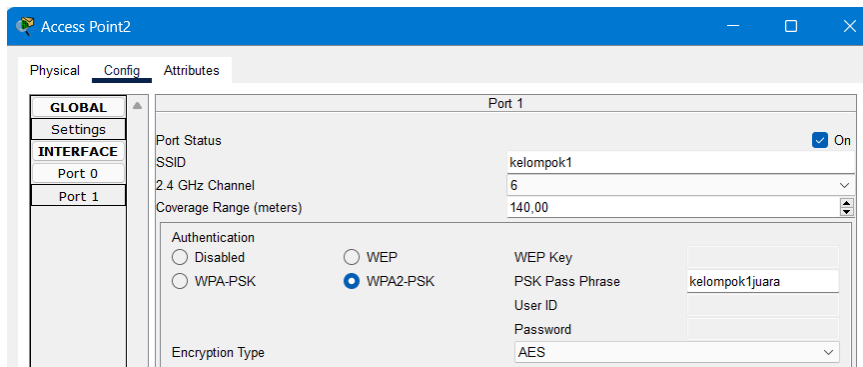 Access Point2
Physical Config Attributes
GLOBAL
Settings
INTERFACE
Port 0
Port 1
Port 1
Port Status On
SSID kelompok1
2.4 GHz Channel 6
Coverage Range (meters) 140,00
Authentication
Disabled WEP WEP Key
WPA-PSK WPA2-PSK PSK Pass Phrase kelompok1juara
User ID
Password
Encryption Type AES